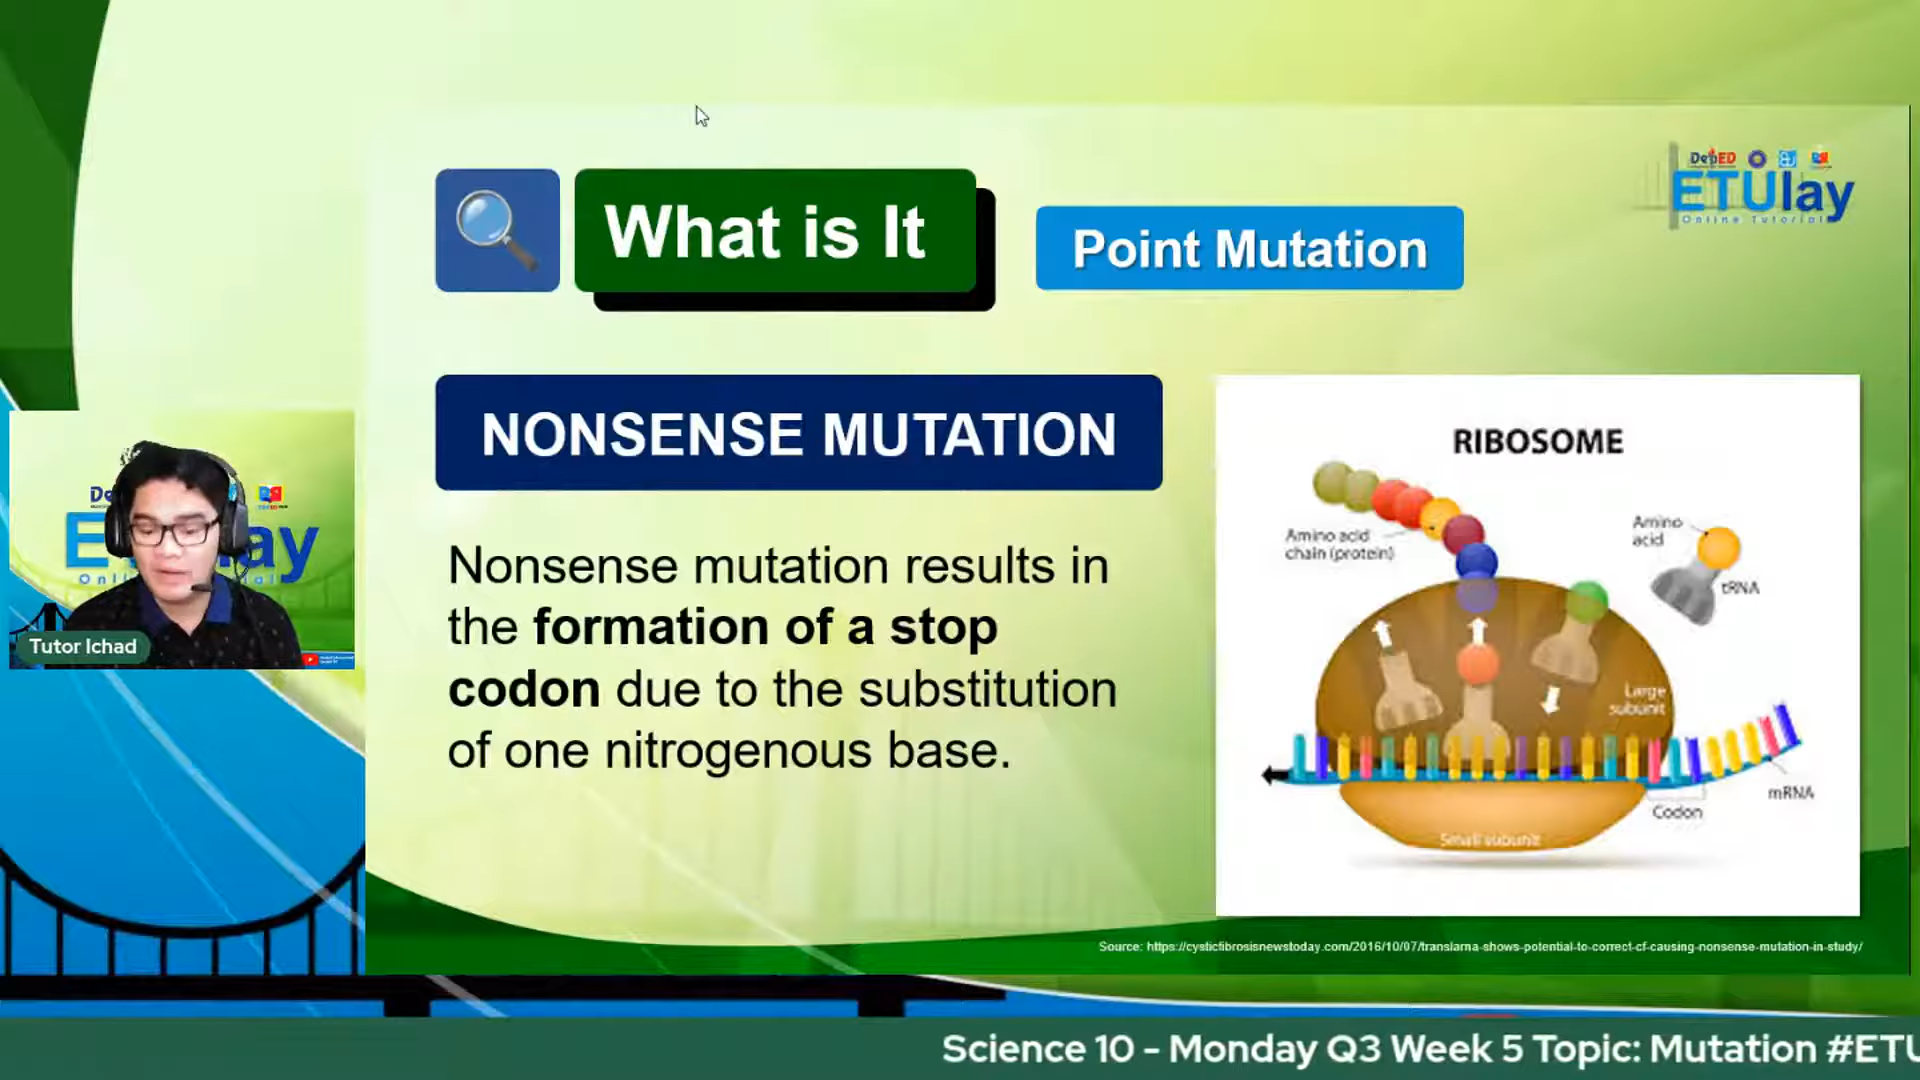 What is It
Point Mutation
DepED
ETUlay
Online Tutorial
NONSENSE MUTATION
Nonsense mutation results in
the formation of a stop
codon due to the substitution
of one nitrogenous base.
RIBOSOME
Amino acid
chain (protein)
Amino
acid
tRNA
Large
subunit
mRNA
Codon
Small subunit
Tutor Ichad
Source: https://cysticfibrosisnewstoday.com/2016/10/07/translarna-shows-potential-to-correct-cf-causing-nonsense-mutation-in-study/
Science 10 - Monday Q3 Week 5 Topic: Mutation #ETU